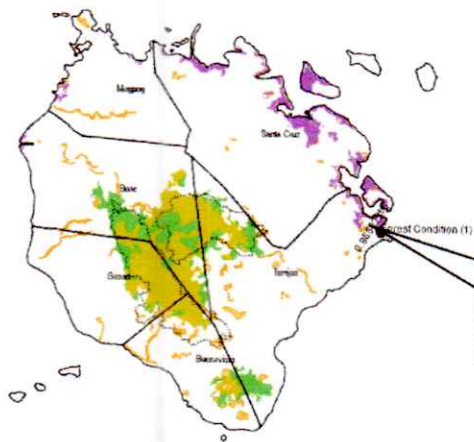 Mogpog
Santa Cruz
Boac
Forest Condition (1)
Torrijos
Gasan
Buenavista